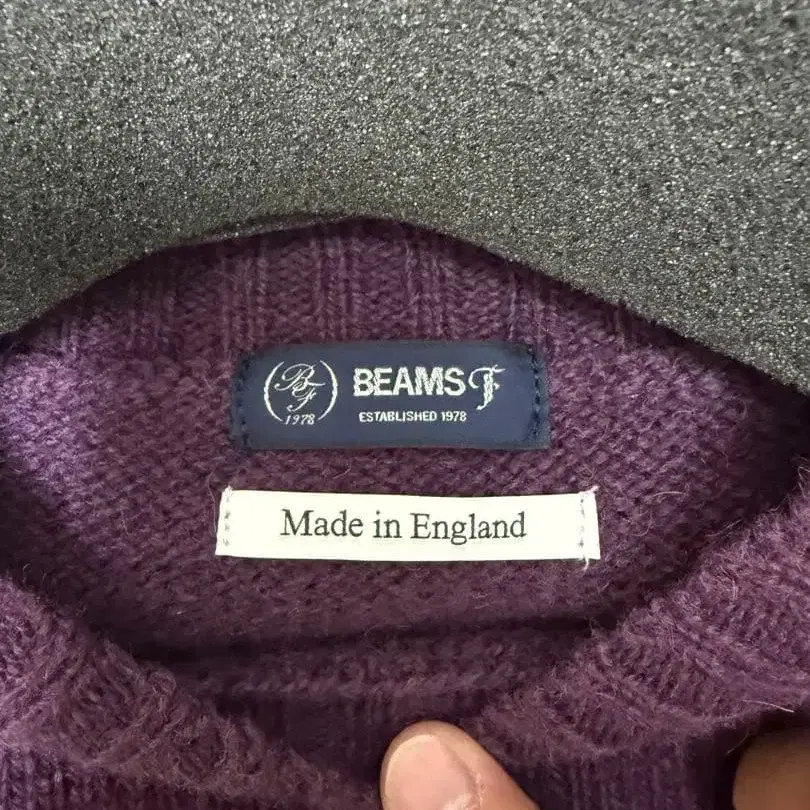 BF
1978
BEAMS F
ESTABLISHED 1978
Made in England